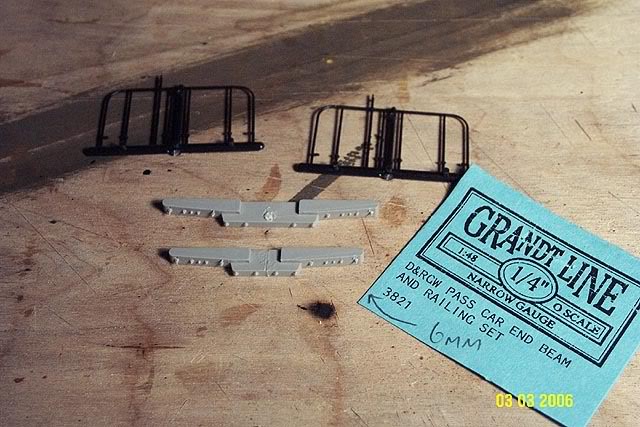 GRANDT LINE
1:48 1/4" O SCALE
NARROW GAUGE
D&RGW PASS CAR END BEAM
AND RAILING SET
3821
6mm
03 03 2006